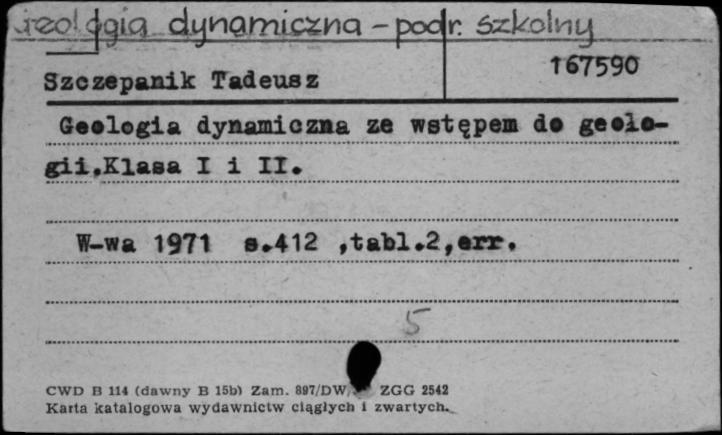 Geologia dynamiczna – podr. szkolny
Szczepanik Tadeusz
167590
Geologia dynamiczna ze wstępem do geolo-
gii.Klasa I i II.
W-wa 1971 s.412 ,tabl.2,err.
5
CWD B 114 (dawny B 15b) Zam. 897/DW ZGG 2542
Karta katalogowa wydawnictw ciągłych i zwartych.